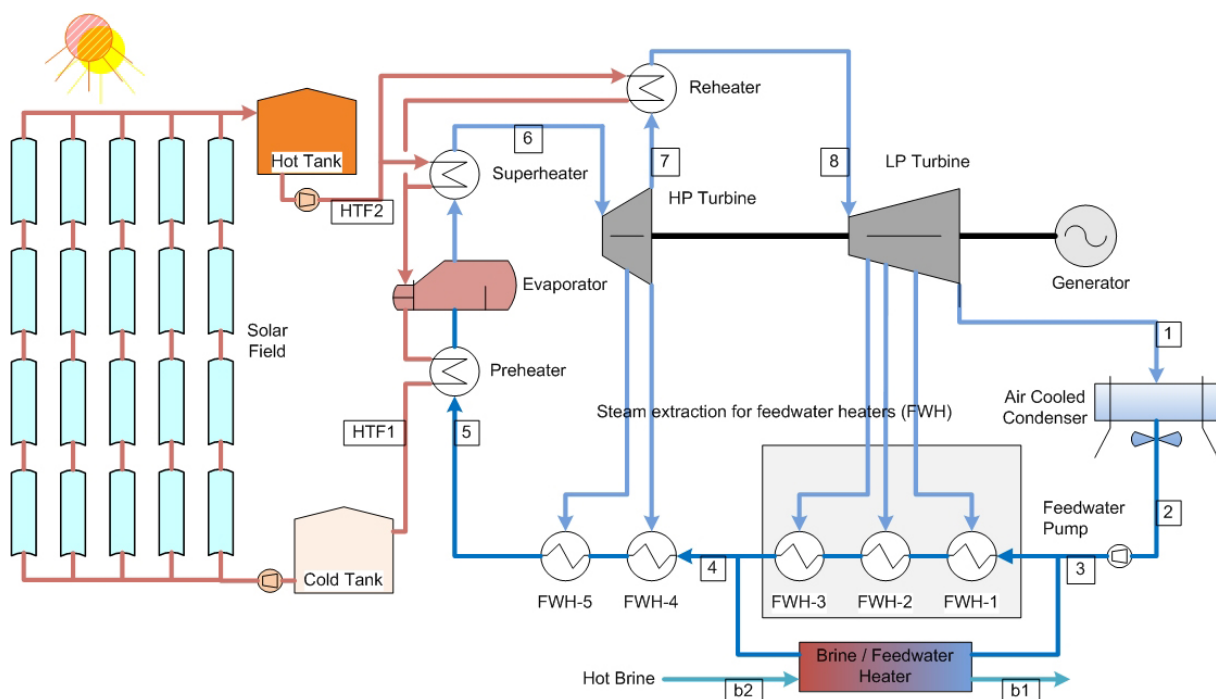 Reheater
6
7
8
LP Turbine
Hot Tank
Superheater
HP Turbine
HTF2
Evaporator
Generator
Solar
Field
1
Preheater
Air Cooled
Condenser
Steam extraction for feedwater heaters (FWH)
HTF1
5
Feedwater
Pump
2
4
3
Cold Tank
FWH-5
FWH-4
FWH-3
FWH-2
FWH-1
Brine / Feedwater
Heater
Hot Brine
b2
b1